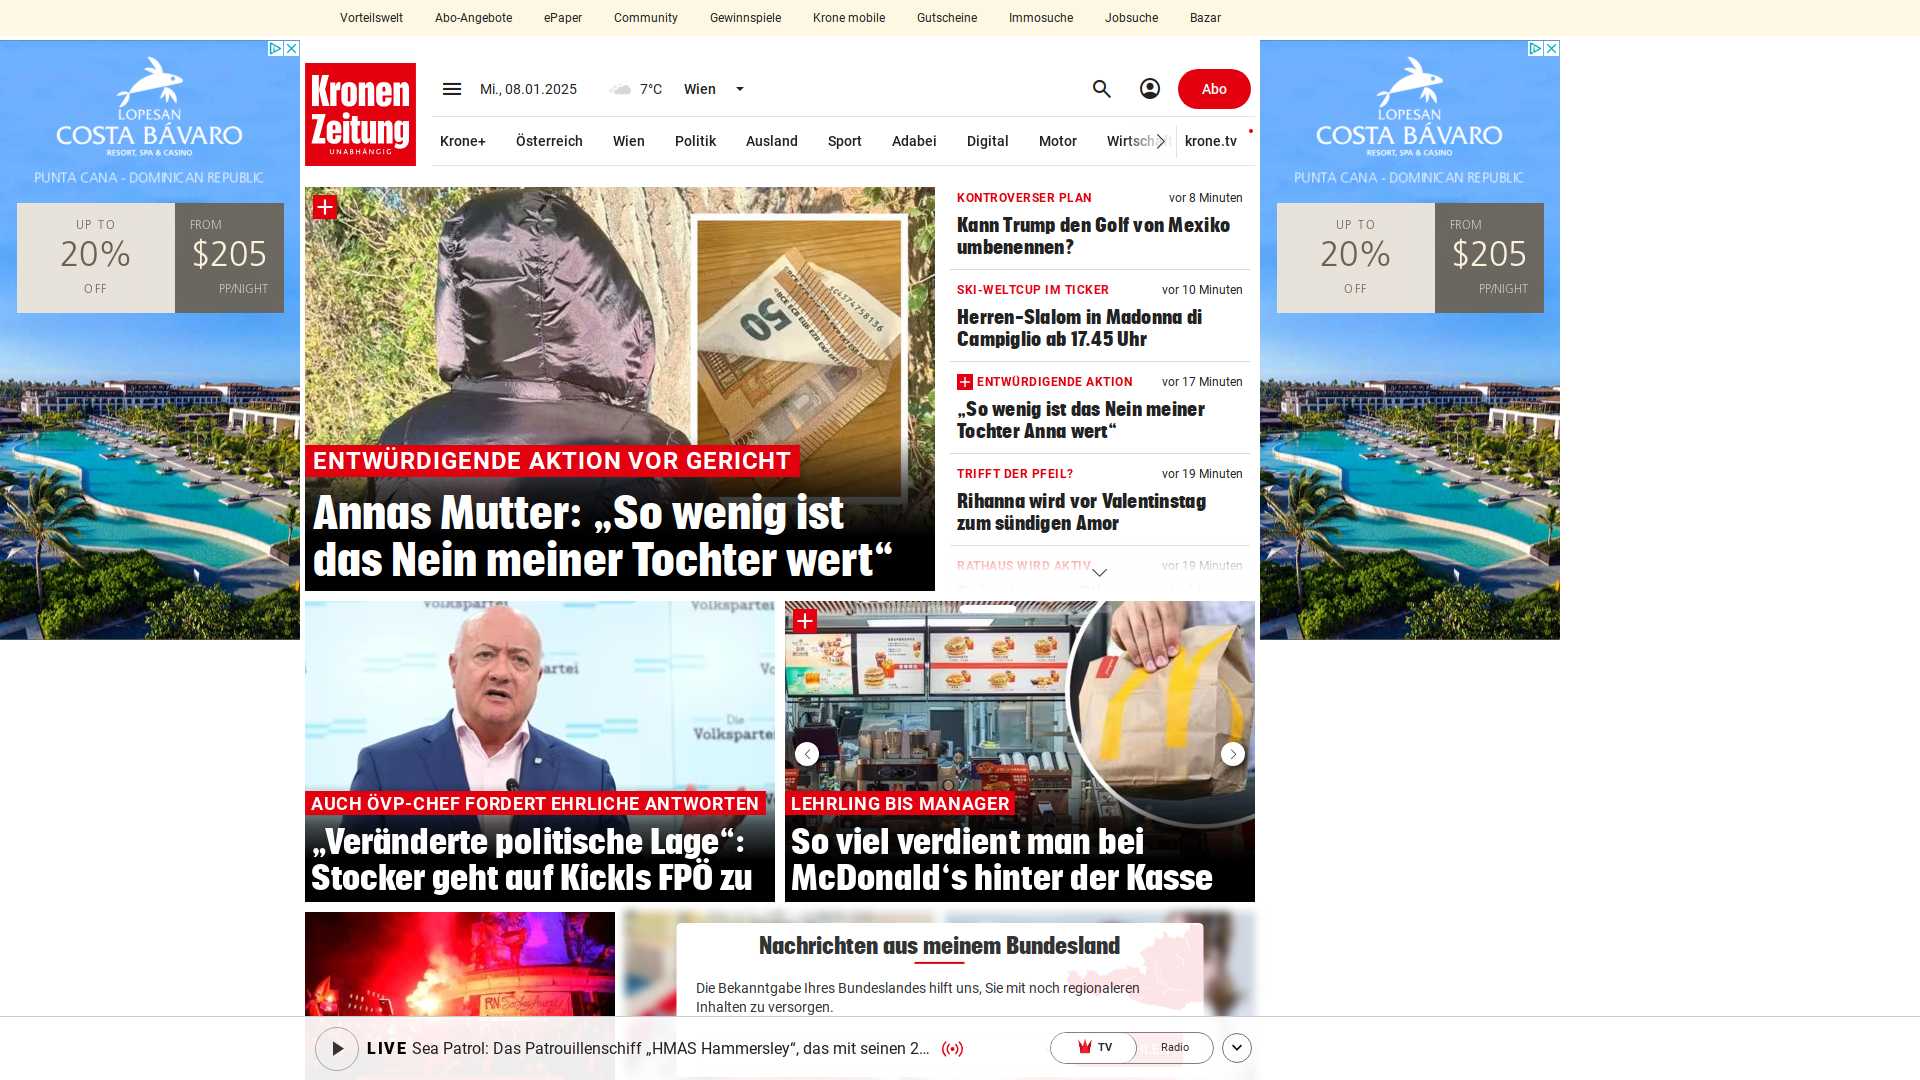 Vorteilswelt
Abo-Angebote
ePaper
Community
Gewinnspiele
Krone mobile
Gutscheine
Immosuche
Jobsuche
Bazar
LOPESAN
COSTA BÁVARO
RESORT, SPA & CASINO
PUNTA CANA - DOMINICAN REPUBLIC
UP TO
20%
OFF
FROM
$205
PP/NIGHT
Kronen
Zeitung
UNABHÄNGIG
Mi., 08.01.2025
7°C
Wien
Abo
Krone+
Österreich
Wien
Politik
Ausland
Sport
Adabei
Digital
Motor
krone.tv
ENTWÜRDIGENDE AKTION VOR GERICHT
Annas Mutter: „So wenig ist
das Nein meiner Tochter wert“
KONTROVERSER PLAN
vor 8 Minuten
Kann Trump den Golf von Mexiko
umbenennen?
SKI-WELTCUP IM TICKER
vor 10 Minuten
Herren-Slalom in Madonna di
Campiglio ab 17.45 Uhr
ENTWÜRDIGENDE AKTION
vor 17 Minuten
„So wenig ist das Nein meiner
Tochter Anna wert“
TRIFFT DER PFEIL?
vor 19 Minuten
Rihanna wird vor Valentinstag
zum sündigen Amor
RATHAUS WIRD AKTIV
vor 19 Minuten
LOPESAN
COSTA BÁVARO
RESORT, SPA & CASINO
PUNTA CANA - DOMINICAN REPUBLIC
UP TO
20%
OFF
FROM
$205
PP/NIGHT
Die
Volkspartei
AUCH ÖVP-CHEF FORDERT EHRLICHE ANTWORTEN
„Veränderte politische Lage“:
Stocker geht auf Kickls FPÖ zu
LEHRLING BIS MANAGER
So viel verdient man bei
McDonald‘s hinter der Kasse
Nachrichten aus meinem Bundesland
Die Bekanntgabe Ihres Bundeslandes hilft uns, Sie mit noch regionaleren
Inhalten zu versorgen.
LIVE Sea Patrol: Das Patrouillenschiff „HMAS Hammersley“, das mit seinen 2...
TV
Radio